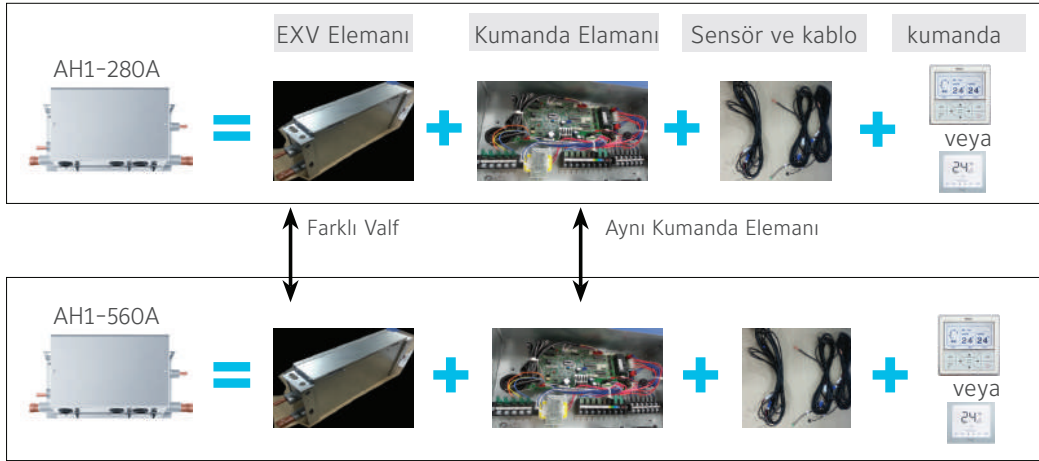 EXV Elemanı
Kumanda Elamanı
Sensör ve kablo
kumanda
AH1-280A
veya
Farklı Valf
Aynı Kumanda Elemanı
AH1-560A
veya